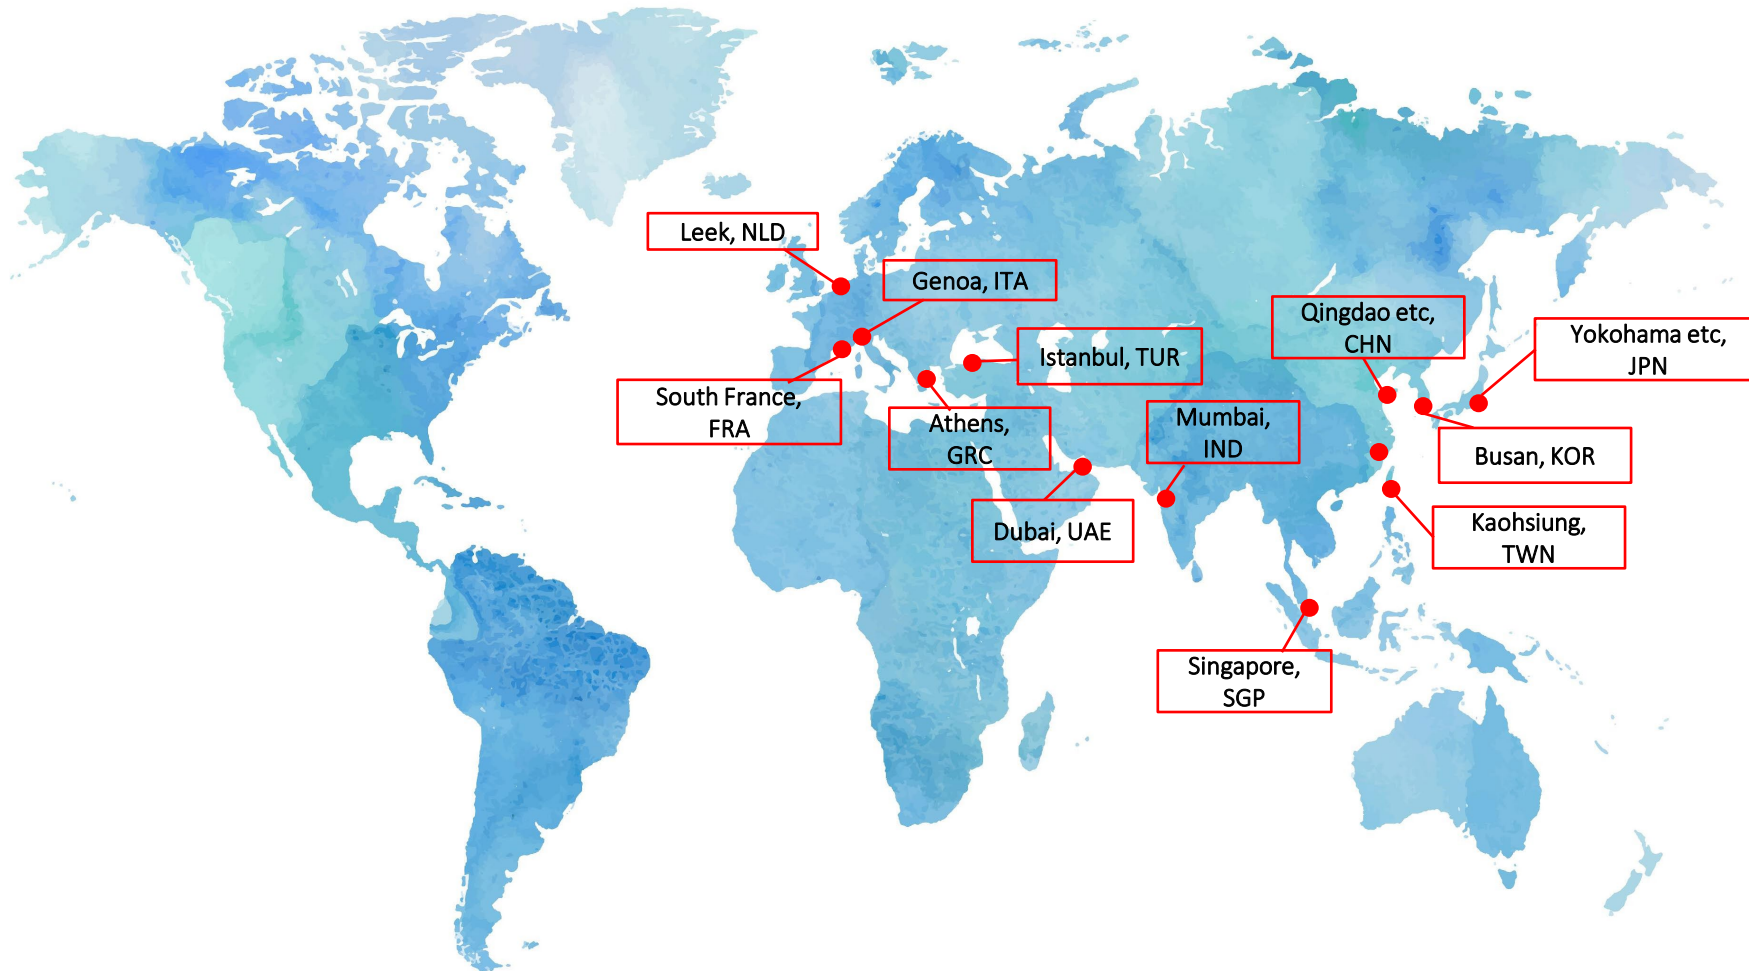 Leek, NLD
Genoa, ITA
Qingdao etc,
CHN
Yokohama etc,
JPN
Istanbul, TUR
South France,
FRA
Athens,
GRC
Mumbai,
IND
Busan, KOR
Dubai, UAE
Kaohsiung,
TWN
Singapore,
SGP